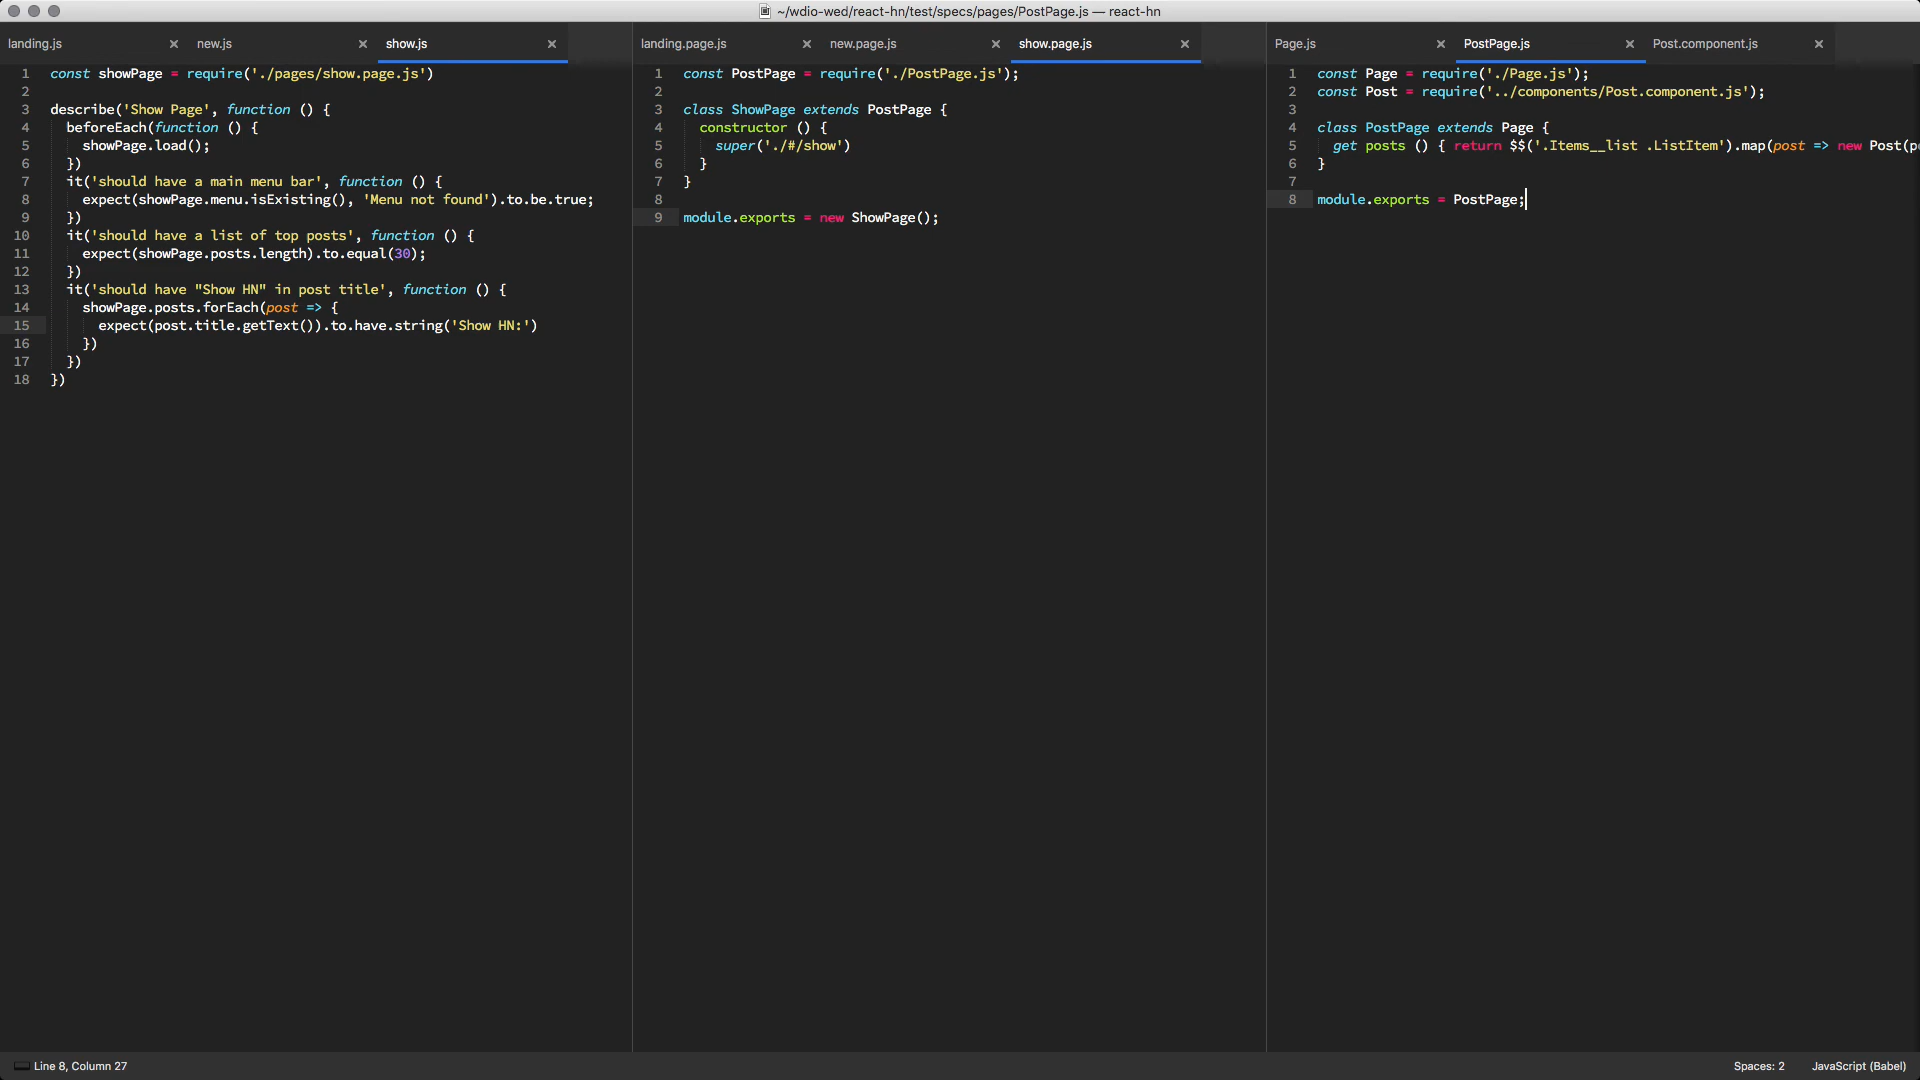 ~/wdio-wed/react-hn/test/specs/pages/PostPage.js — react-hn
landing.js × new.js × show.js ×
1 const showPage = require('./pages/show.page.js')
2
3 describe('Show Page', function () {
4 beforeEach(function () {
5 showPage.load();
6 })
7 it('should have a main menu bar', function () {
8 expect(showPage.menu.isExisting(), 'Menu not found').to.be.true;
9 })
10 it('should have a list of top posts', function () {
11 expect(showPage.posts.length).to.equal(30);
12 })
13 it('should have "Show HN" in post title', function () {
14 showPage.posts.forEach(post => {
15 expect(post.title.getText()).to.have.string('Show HN:')
16 })
17 })
18 })
landing.page.js × new.page.js × show.page.js ×
1 const PostPage = require('./PostPage.js');
2
3 class ShowPage extends PostPage {
4 constructor () {
5 super('./#/show')
6 }
7 }
8
9 module.exports = new ShowPage();
Page.js × PostPage.js × Post.component.js ×
1 const Page = require('./Page.js');
2 const Post = require('../components/Post.component.js');
3
4 class PostPage extends Page {
5 get posts () { return $$('.Items__list .ListItem').map(post => new Post(p
6 }
7
8 module.exports = PostPage;
Line 8, Column 27
Spaces: 2 JavaScript (Babel)